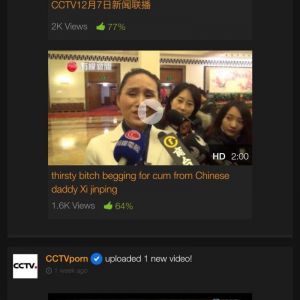 CCTV12月7日新闻联播
2K Views 77%
HD 2:00
thirsty bitch begging for cum from Chinese
daddy Xi jinping
1.6K Views 64%
CCTV.
CCTVporn uploaded 1 new video!
1 week ago